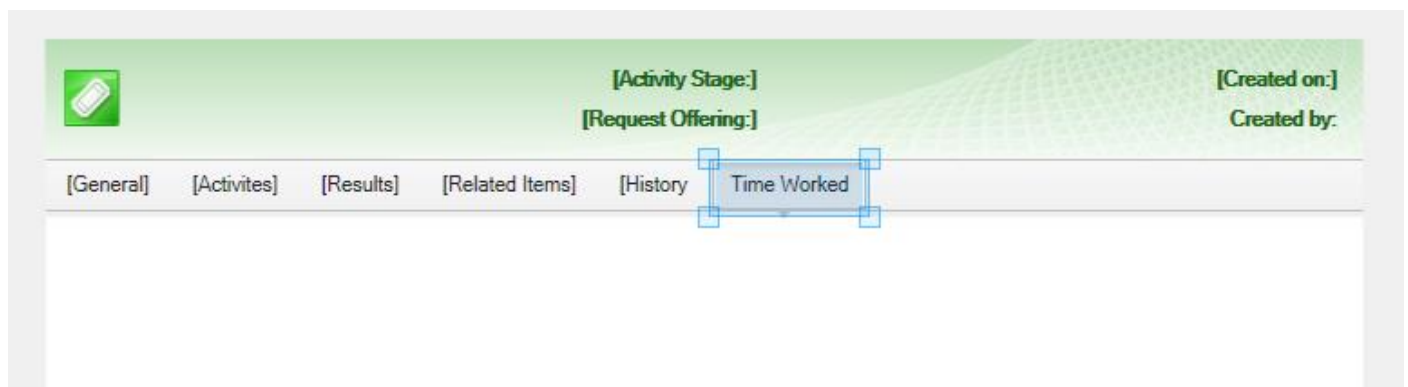 [Activity Stage:] [Created on:]
[Request Offering:] Created by:
[General] [Activites] [Results] [Related Items] [History Time Worked